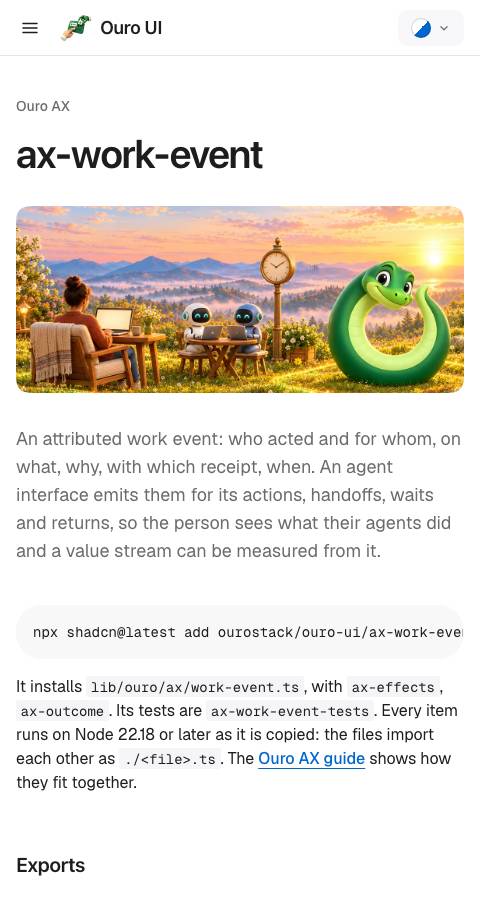 Ouro UI
Ouro AX
ax-work-event
An attributed work event: who acted and for whom, on
what, why, with which receipt, when. An agent
interface emits them for its actions, handoffs, waits
and returns, so the person sees what their agents did
and a value stream can be measured from it.
npx shadcn@latest add ourostack/ouro-ui/ax-work-eve
It installs lib/ouro/ax/work-event.ts, with ax-effects,
ax-outcome. Its tests are ax-work-event-tests. Every item
runs on Node 22.18 or later as it is copied: the files import
each other as ./<file>.ts. The Ouro AX guide shows how
they fit together.
Exports